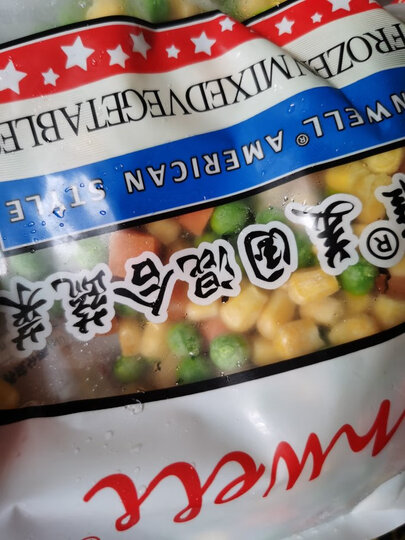 nwell®
®美国混合蔬菜
NWELL® AMERICAN STYLE
FROZEN MIXED VEGETABLE